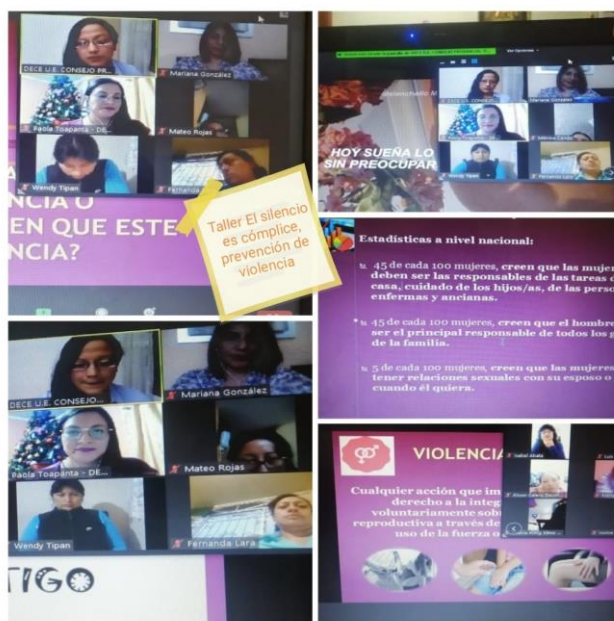 DECE U.E. CONSEJO PR...
Mariana González
Paola Toapanta - DE...
Mateo Rojas
Wendy Tipan
Fernanda
NCIA O
EN QUE ESTE
NCIA?
Taller El silencio
es cómplice,
prevención de
violencia
Ver Opciones
HOY SUEÑA LO
SIN PREOCUPAR
Wendy Tipan
Fernanda Lara
Estadísticas a nivel nacional:
45 de cada 100 mujeres, creen que las mujer
deben ser las responsables de las tareas d
casa, cuidado de los hijos/as, de las perso
enfermas y ancianas.
45 de cada 100 mujeres, creen que el hombre
ser el principal responsable de todos los g
de la familia.
5 de cada 100 mujeres, creen que las mujeres
tener relaciones sexuales con su esposo o
cuando él quiera.
DECE U.E. CONSEJO...
Mariana González
Paola Toapanta - DE...
Mateo Rojas
Wendy Tipan
Fernanda Lara
TIGO
VIOLENCIA
Cualquier acción que im
derecho a la integ
voluntariamente sob
reproductiva a través de
uso de la fuerza o